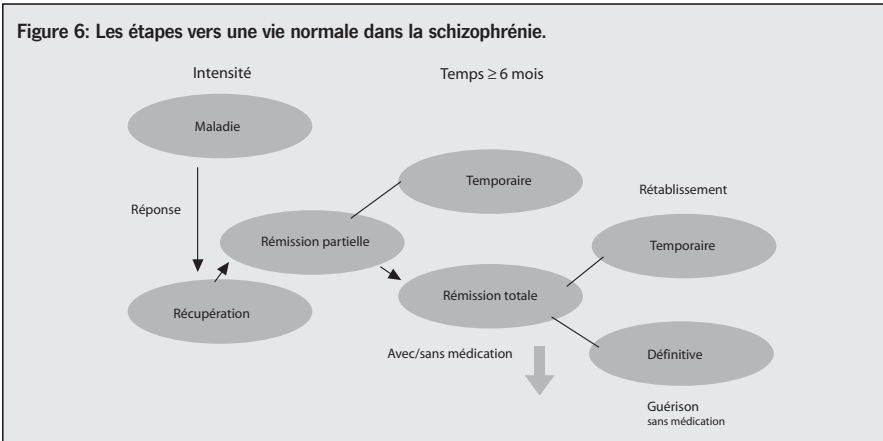 Figure 6: Les étapes vers une vie normale dans la schizophrénie.
Intensité
Temps ≥ 6 mois
Maladie
Temporaire
Rétablissement
Réponse
Rémission partielle
Temporaire
Rémission totale
Récupération
Avec/sans médication
Définitive
Guérison
sans médication